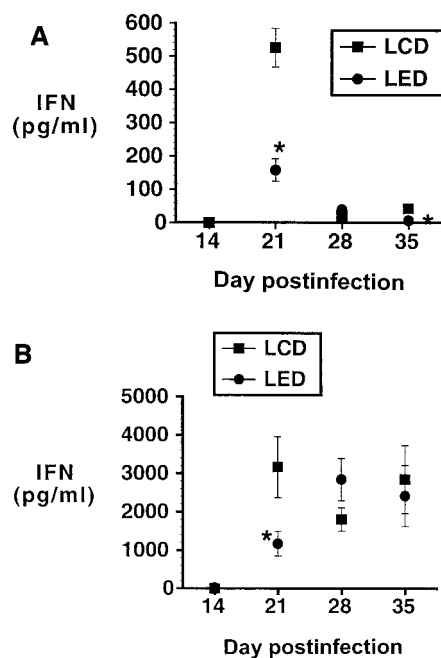 A
600
500
400
300
200
100
0
IFN
(pg/ml)
LCD
LED
*
*
14 21 28 35
Day postinfection
B
LCD
LED
5000
4000
3000
2000
1000
0
IFN
(pg/ml)
*
14 21 28 35
Day postinfection